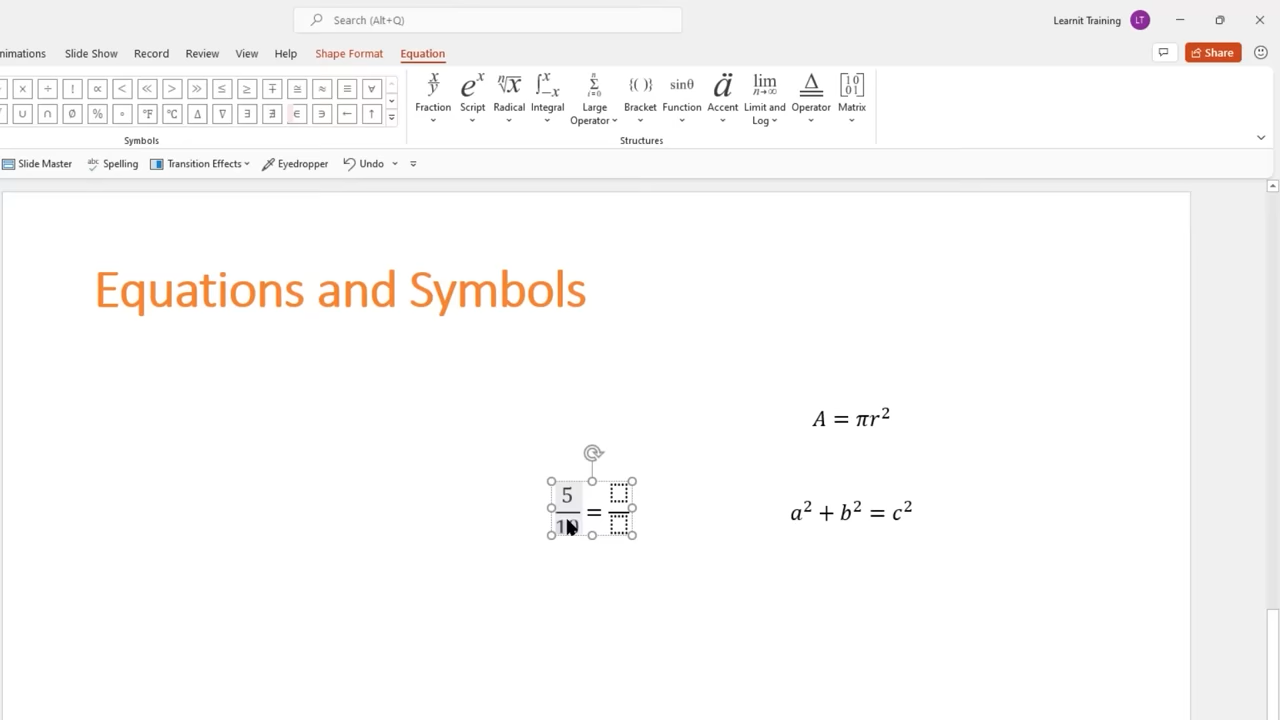 Search (Alt+Q)
Learnit Training LT
nimations Slide Show Record Review View Help Shape Format Equation
Share
× ÷ ! ∝ < ≪ > ≫ ≤ ≥ ∓ ≅ ≈ ≡ ∀
∪ ∩ ∅ % ° °F °C ∆ ∇ ∃ ∄ ∈ ∋ ← ↑
Fraction Script Radical Integral Large Operator Bracket Function Accent Limit and Log Operator Matrix
Symbols Structures
Slide Master Spelling Transition Effects Eyedropper Undo
Equations and Symbols
A = πr²
5
=
a² + b² = c²